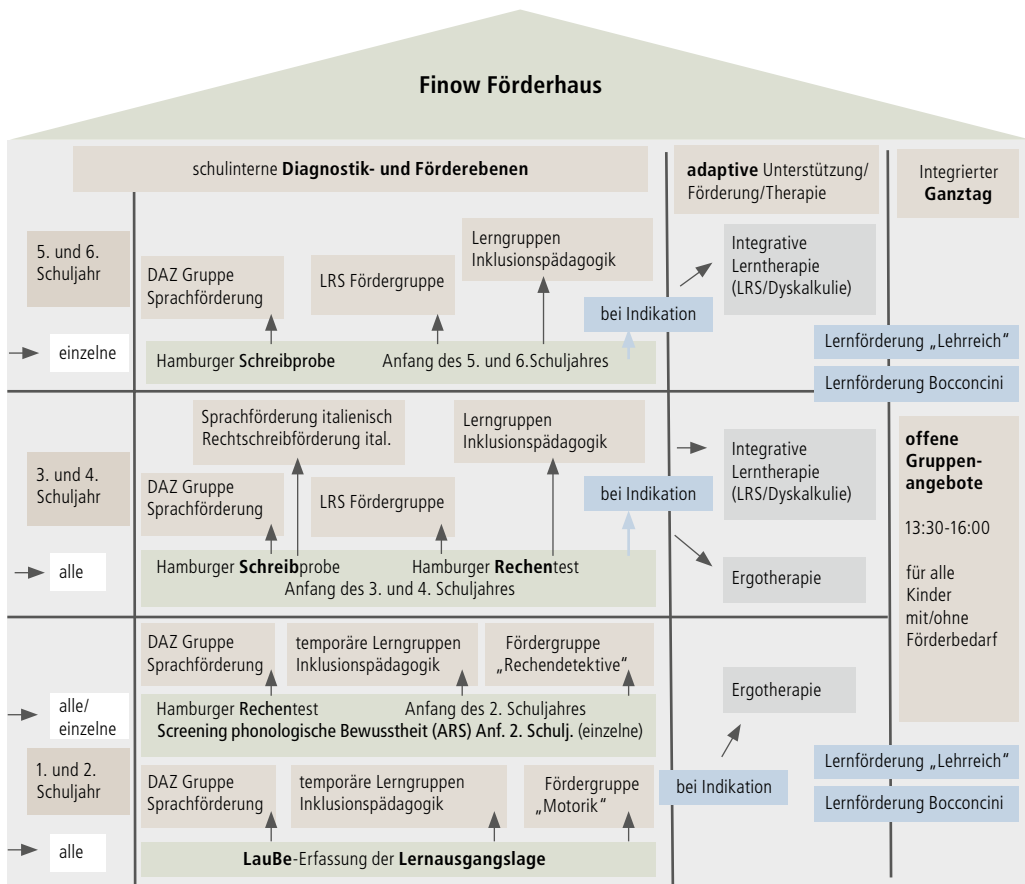 Finow Förderhaus
schulinterne Diagnostik- und Förderebenen
adaptive Unterstützung/
Förderung/Therapie
Integrierter
Ganztag
5. und 6.
Schuljahr
DAZ Gruppe
Sprachförderung
LRS Fördergruppe
Lerngruppen
Inklusionspädagogik
bei Indikation
Integrative
Lerntherapie
(LRS/Dyskalkulie)
einzelne
Hamburger Schreibprobe
Anfang des 5. und 6.Schuljahres
Lernförderung „Lehrreich“
Lernförderung Bocconcini
3. und 4.
Schuljahr
Sprachförderung italienisch
Rechtschreibförderung ital.
Lerngruppen
Inklusionspädagogik
DAZ Gruppe
Sprachförderung
LRS Fördergruppe
bei Indikation
Integrative
Lerntherapie
(LRS/Dyskalkulie)
alle
Hamburger Schreibprobe
Hamburger Rechentest
Anfang des 3. und 4. Schuljahres
Ergotherapie
offene
Gruppen-
angebote
13:30-16:00
für alle
Kinder
mit/ohne
Förderbedarf
DAZ Gruppe
Sprachförderung
temporäre Lerngruppen
Inklusionspädagogik
Fördergruppe
„Rechendetektive“
alle/
einzelne
Hamburger Rechentest
Anfang des 2. Schuljahres
Screening phonologische Bewusstheit (ARS) Anf. 2. Schulj. (einzelne)
Ergotherapie
1. und 2.
Schuljahr
DAZ Gruppe
Sprachförderung
temporäre Lerngruppen
Inklusionspädagogik
Fördergruppe
„Motorik“
bei Indikation
Lernförderung „Lehrreich“
Lernförderung Bocconcini
alle
LauBe-Erfassung der Lernausgangslage